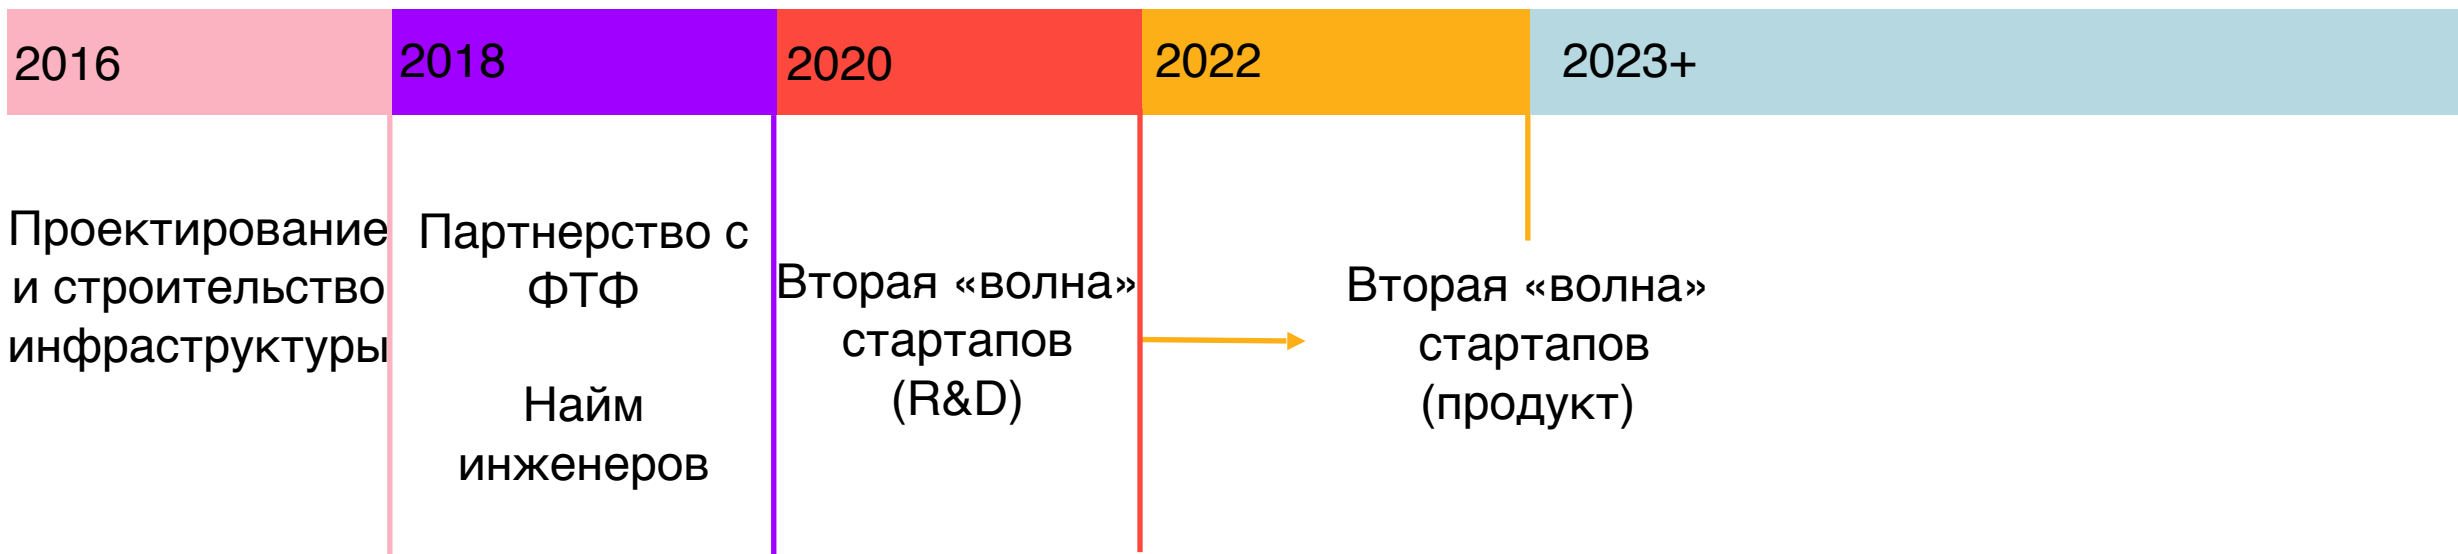 2016
2018
2020
2022
2023+
Проектирование
и строительство
инфраструктуры
Партнерство с
ФТФ
Найм
инженеров
Вторая «волна»
стартапов
(R&D)
Вторая «волна»
стартапов
(продукт)